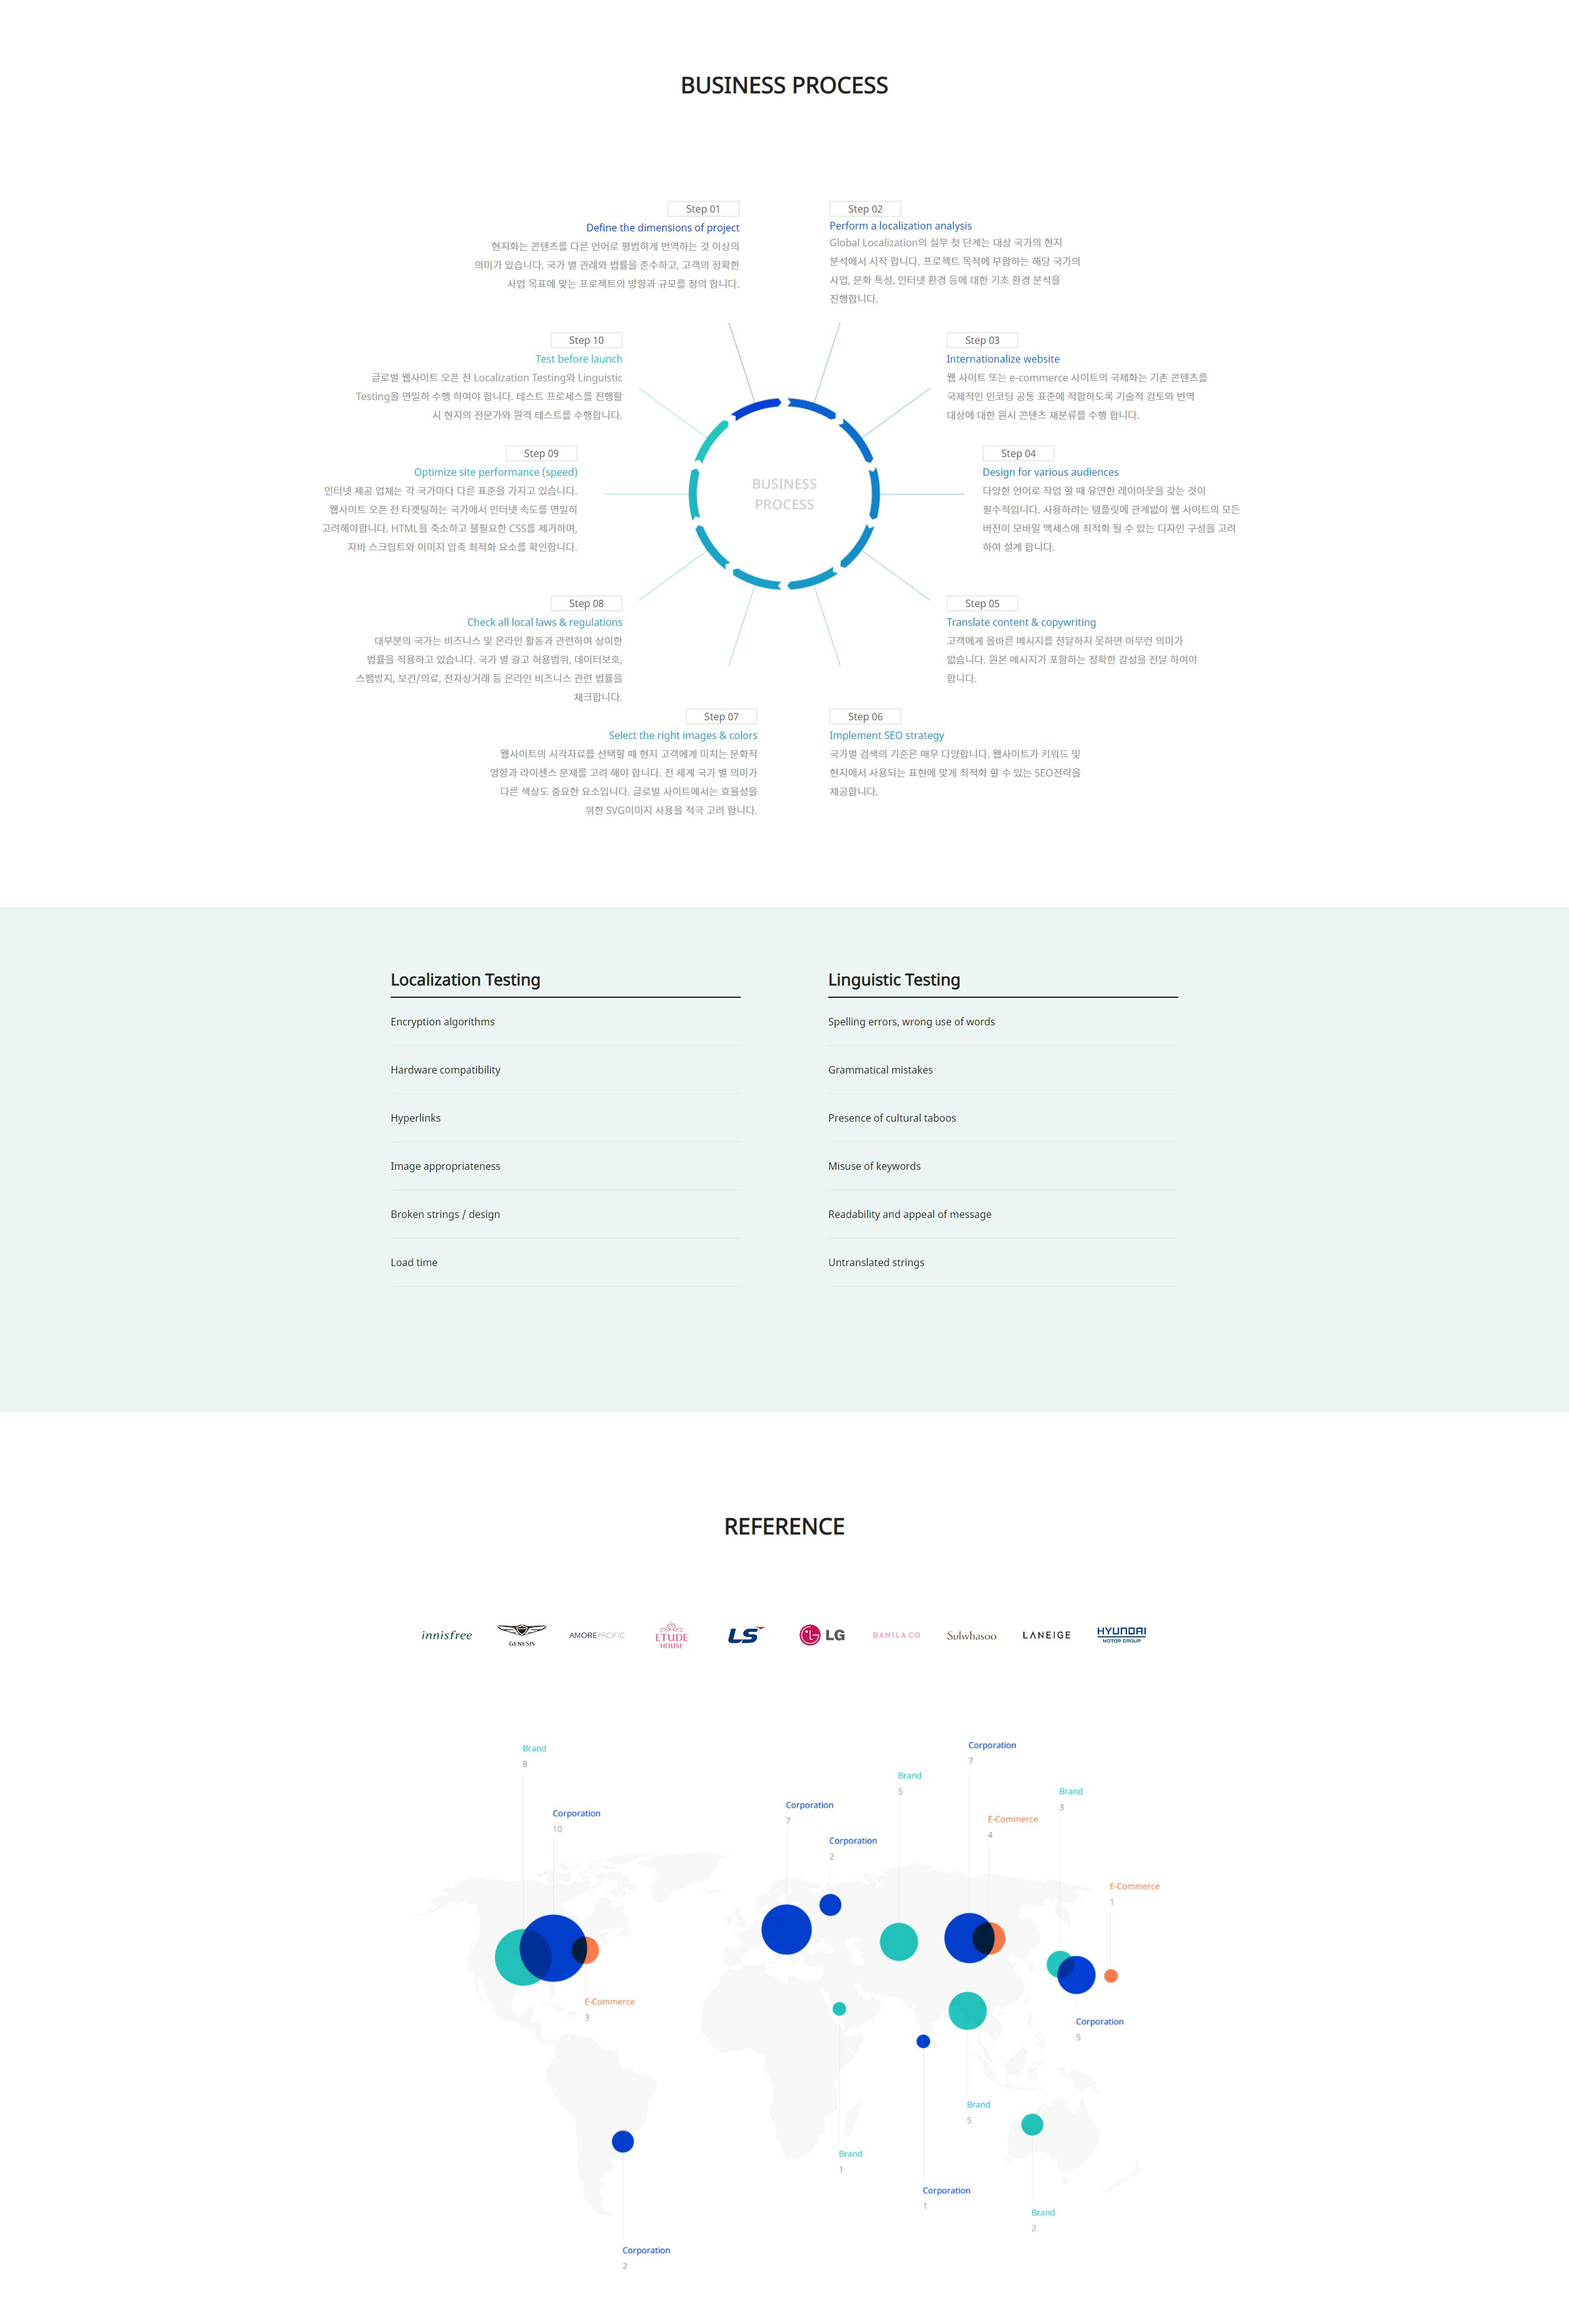 BUSINESS PROCESS
Step 01
Define the dimensions of project
현지화는 콘텐츠를 다른 언어로 평범하게 번역하는 것 이상의
의미가 있습니다. 국가 별 관례와 법률을 준수하고, 고객의 정확한
사업 목표에 맞는 프로젝트의 방향과 규모를 정의 합니다.
Step 02
Perform a localization analysis
Global Localization의 실무 첫 단계는 대상 국가의 현지
분석에서 시작 합니다. 프로젝트 목적에 부합하는 해당 국가의
사업, 문화 특성, 인터넷 환경 등에 대한 기초 환경 분석을
진행합니다.
Step 03
Internationalize website
웹 사이트 또는 e-commerce 사이트의 국제화는 기존 콘텐츠를
국제적인 인코딩 공통 표준에 적합하도록 기술적 검토와 번역
대상에 대한 원시 콘텐츠 재분류를 수행 합니다.
Step 04
Design for various audiences
다양한 언어로 작업 할 때 유연한 레이아웃을 갖는 것이
필수적입니다. 사용하려는 템플릿에 관계없이 웹 사이트의 모든
버전이 모바일 액세스에 최적화 될 수 있는 디자인 구성을 고려
하여 설계 합니다.
Step 05
Translate content & copywriting
고객에게 올바른 메시지를 전달하지 못하면 아무런 의미가
없습니다. 원본 메시지가 포함하는 정확한 감성을 전달 하여야
합니다.
Step 06
Implement SEO strategy
국가별 검색의 기준은 매우 다양합니다. 웹사이트가 키워드 및
현지에서 사용되는 표현에 맞게 최적화 할 수 있는 SEO전략을
제공합니다.
Step 07
Select the right images & colors
웹사이트의 시각자료를 선택할 때 현지 고객에게 미치는 문화적
영향과 라이센스 문제를 고려 해야 합니다. 전 세계 국가 별 의미가
다른 색상도 중요한 요소입니다. 글로벌 사이트에서는 효율성을
위한 SVG이미지 사용을 적극 고려 합니다.
Step 08
Check all local laws & regulations
대부분의 국가는 비즈니스 및 온라인 활동과 관련하여 상이한
법률을 적용하고 있습니다. 국가 별 광고 허용범위, 데이터보호,
스팸방지, 보건/의료, 전자상거래 등 온라인 비즈니스 관련 법률을
체크합니다.
Step 09
Optimize site performance (speed)
인터넷 제공 업체는 각 국가마다 다른 표준을 가지고 있습니다.
웹사이트 오픈 전 타겟팅하는 국가에서 인터넷 속도를 면밀히
고려해야합니다. HTML을 축소하고 불필요한 CSS를 제거하며,
자바 스크립트와 이미지 압축 최적화 요소를 확인합니다.
Step 10
Test before launch
글로벌 웹사이트 오픈 전 Localization Testing와 Linguistic
Testing을 면밀히 수행 하여야 합니다. 테스트 프로세스를 진행할
시 현지의 전문가와 원격 테스트를 수행합니다.
BUSINESS
PROCESS
Localization Testing
Encryption algorithms
Hardware compatibility
Hyperlinks
Image appropriateness
Broken strings / design
Load time
Linguistic Testing
Spelling errors, wrong use of words
Grammatical mistakes
Presence of cultural taboos
Misuse of keywords
Readability and appeal of message
Untranslated strings
REFERENCE
innisfree
GENESIS
AMOREPACIFIC
ETUDE
HOUSE
LS
LG
BANILA CO
Sulwhasoo
LANEIGE
HYUNDAI
MOTOR GROUP
Brand
8
Corporation
10
E-Commerce
3
Corporation
2
Corporation
7
Corporation
2
Brand
5
Corporation
7
E-Commerce
4
Brand
3
E-Commerce
1
Corporation
5
Brand
5
Brand
1
Corporation
1
Brand
2